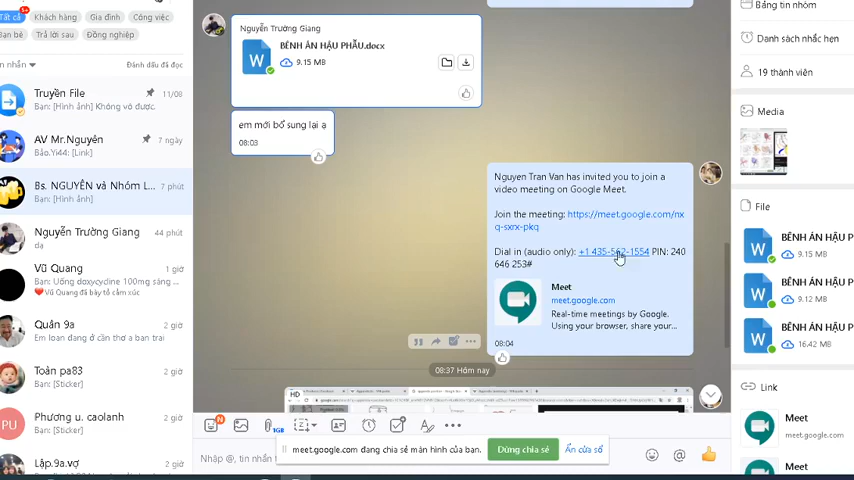 Tất cả
5+
Khách hàng
Gia đình
Công việc
Bạn bè
Trả lời sau
Đồng nghiệp
Đánh dấu đã đọc
Truyền File
11/08
Bạn: [Hình ảnh] Không vô được.
AV Mr.Nguyên
7 ngày
Bảo.Yi44: [Link]
Bs. NGUYÊN và Nhóm L...
7 phút
Bạn: [Hình ảnh]
Nguyễn Trường Giang
44 phút
dạ
Vũ Quang
1 giờ
Bạn: Uống doxycycline 100mg sáng ...
Vũ Quang đã bày tỏ cảm xúc
Quân 9a
2 giờ
Em loan đang ở cần thơ a ban trai
Toản pa83
2 giờ
Bạn: [Sticker]
PU
Phương u. caolanh
2 giờ
Bạn: [Sticker]
Lập.9a.vợ
2 giờ
Nguyễn Trường Giang
W
BỆNH ÁN HẬU PHẪU.docx
9.15 MB
em mới bổ sung lại ạ
08:03
Nguyen Tran Van has invited you to join a
video meeting on Google Meet.
Join the meeting: https://meet.google.com/nx
q-sxrx-pkq
Dial in (audio only): +1 435-562-1554 PIN: 240
646 253#
Meet
meet.google.com
Real-time meetings by Google.
Using your browser, share your...
08:04
08:37 Hôm nay
HD
N
1GB
Nhập @, tin nhắn
meet.google.com đang chia sẻ màn hình của bạn.
Dừng chia sẻ
Ẩn cửa sổ
Bảng tin nhóm
Danh sách nhắc hẹn
19 thành viên
Media
File
W
BỆNH ÁN HẬU PHẪ
9.15 MB
W
BỆNH ÁN HẬU PHẪ
9.12 MB
W
BỆNH ÁN HẬU PHẪ
16.42 MB
Link
Meet
meet.google.com
Meet